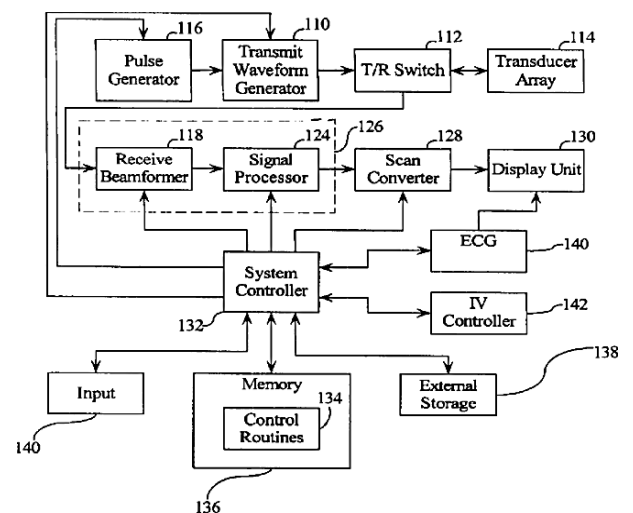 116
110
112
114
Pulse
Generator
Transmit
Waveform
Generator
T/R Switch
Transducer
Array
118
124
126
128
130
Receive
Beamformer
Signal
Processor
Scan
Converter
Display Unit
ECG
140
System
Controller
132
IV
Controller
142
138
Input
140
Memory
134
Control
Routines
136
External
Storage